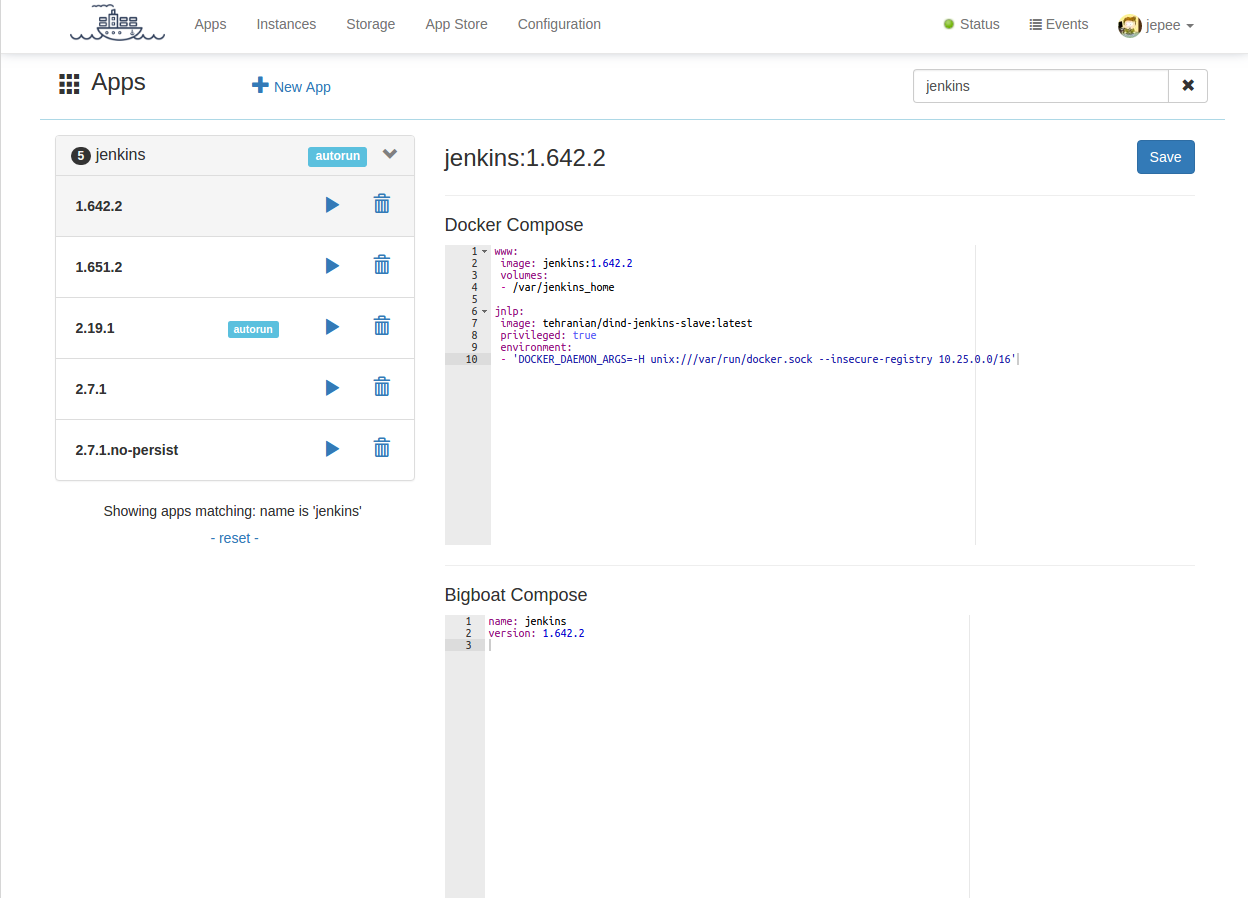 Apps Instances Storage App Store Configuration Status Events jepee
Apps New App jenkins
5 jenkins autorun
1.642.2
1.651.2
2.19.1 autorun
2.7.1
2.7.1.no-persist
Showing apps matching: name is 'jenkins'
- reset -
jenkins:1.642.2 Save
Docker Compose
1 www:
2 image: jenkins:1.642.2
3 volumes:
4 - /var/jenkins_home
5
6 jnlp:
7 image: tehranian/dind-jenkins-slave:latest
8 privileged: true
9 environment:
10 - 'DOCKER_DAEMON_ARGS=-H unix:///var/run/docker.sock --insecure-registry 10.25.0.0/16'
Bigboat Compose
1 name: jenkins
2 version: 1.642.2
3